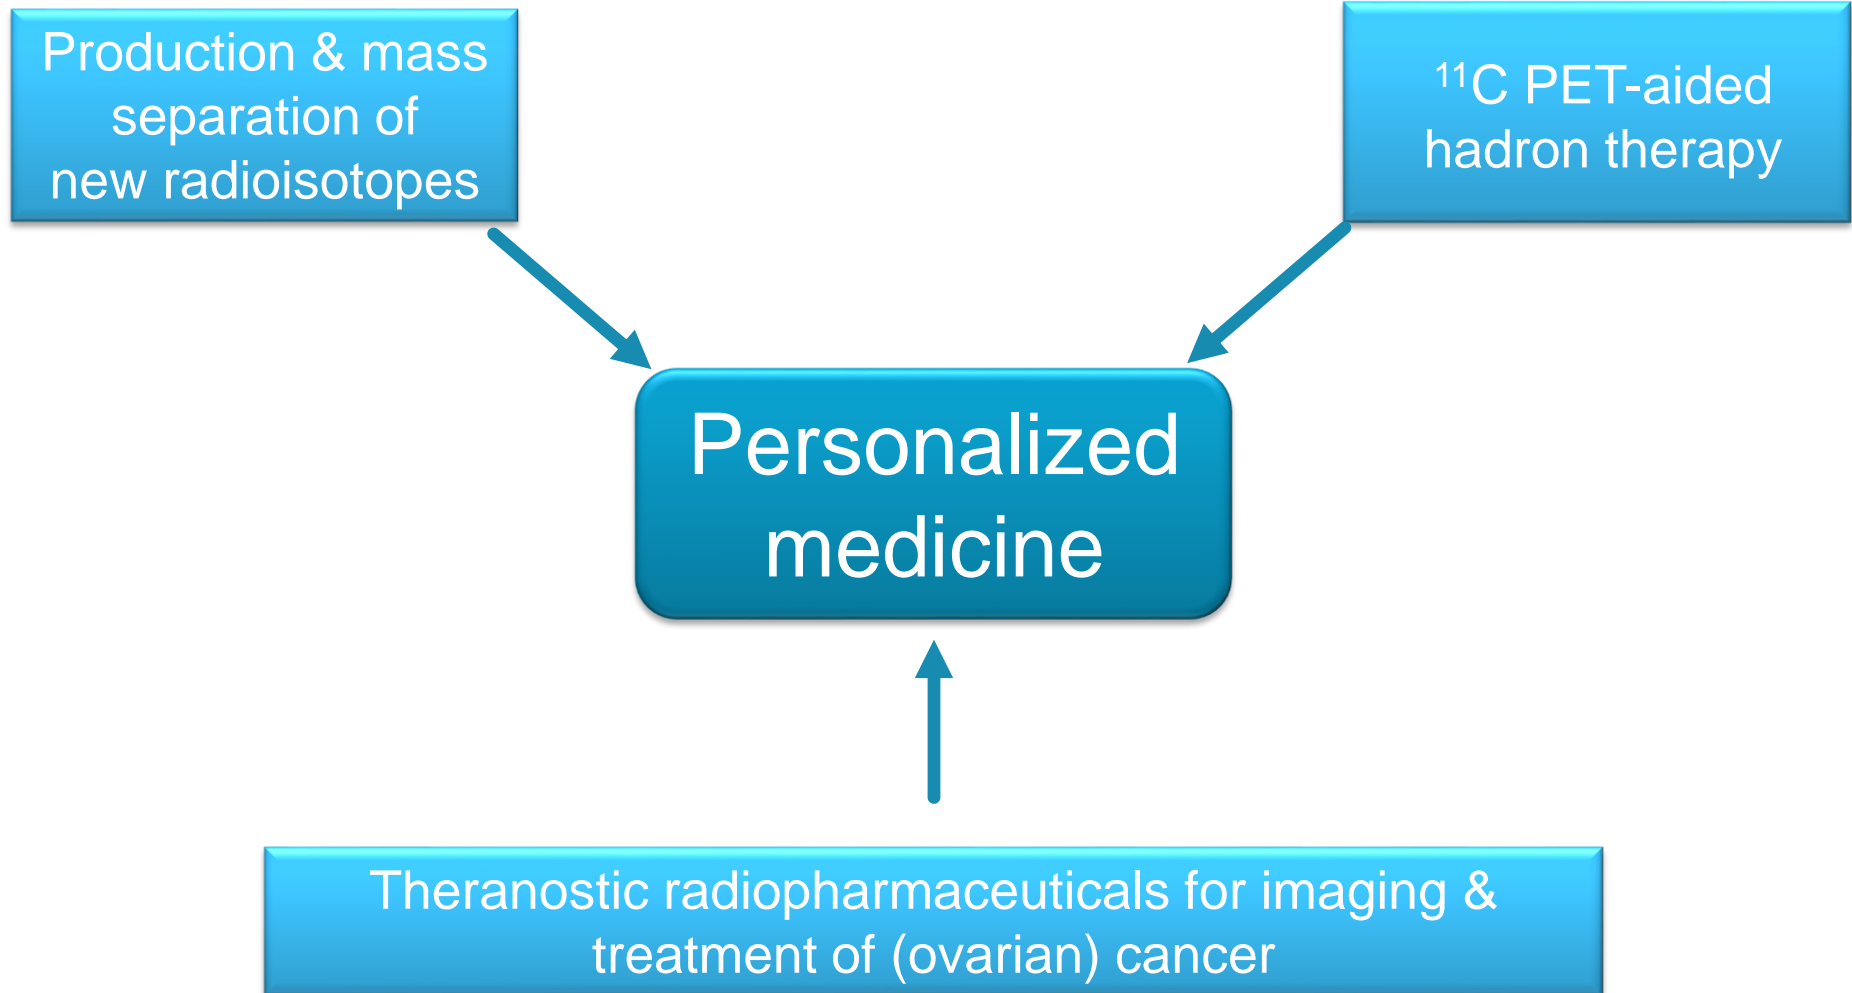 Production & mass
separation of
new radioisotopes
¹¹C PET-aided
hadron therapy
Personalized
medicine
Theranostic radiopharmaceuticals for imaging &
treatment of (ovarian) cancer